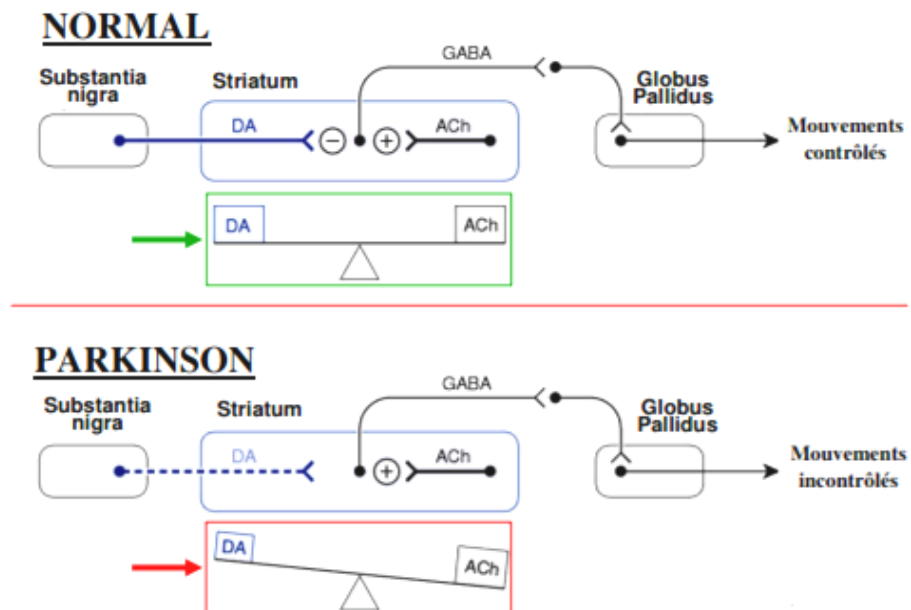 NORMAL
GABA
Substantia
nigra
Striatum
Globus
Pallidus
DA
−
+
ACh
Mouvements
contrôlés
DA
ACh
PARKINSON
GABA
Substantia
nigra
Striatum
Globus
Pallidus
DA
+
ACh
Mouvements
incontrôlés
DA
ACh